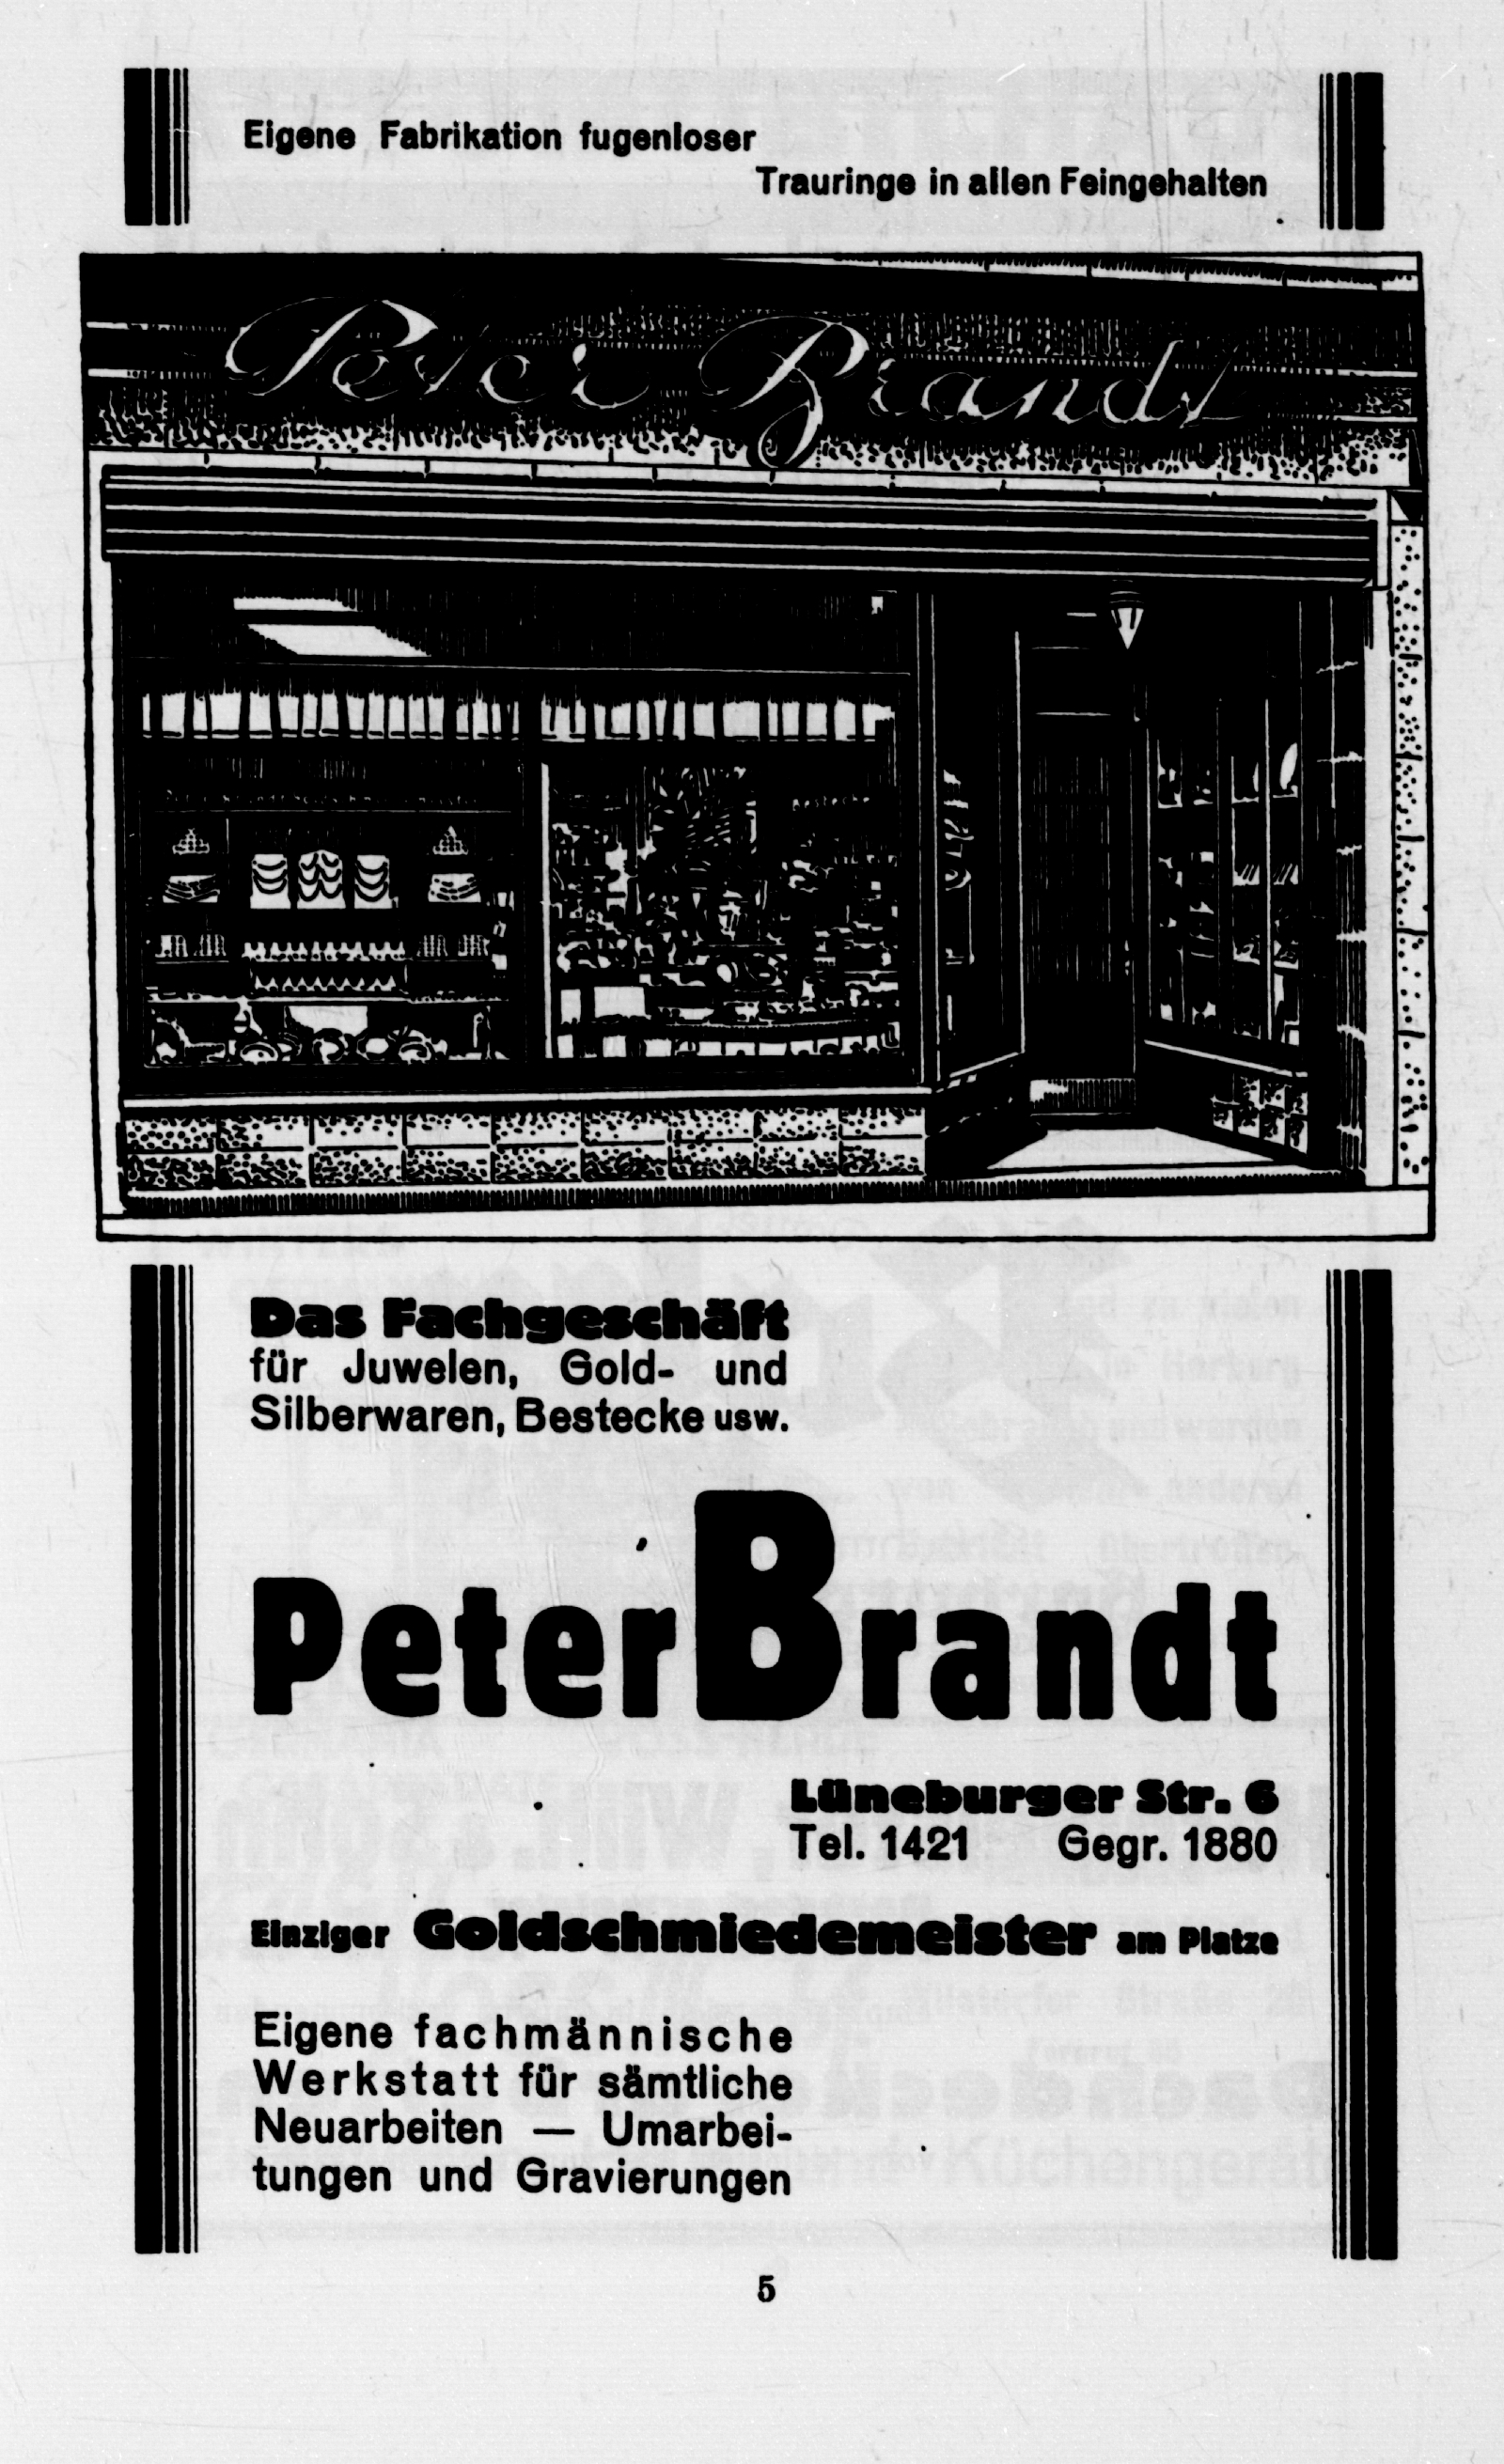 Eigene Fabrikation fugenloser
Trauringe in allen Feingehalten
Peter Brandt
Bestecke
Das Fachgeschäft
für Juwelen, Gold- und
Silberwaren, Bestecke usw.
Peter Brandt
Lüneburger Str. 6
Tel. 1421 Gegr. 1880
Einziger Goldschmiedemeister am Platze
Eigene fachmännische
Werkstatt für sämtliche
Neuarbeiten — Umarbei-
tungen und Gravierungen
5